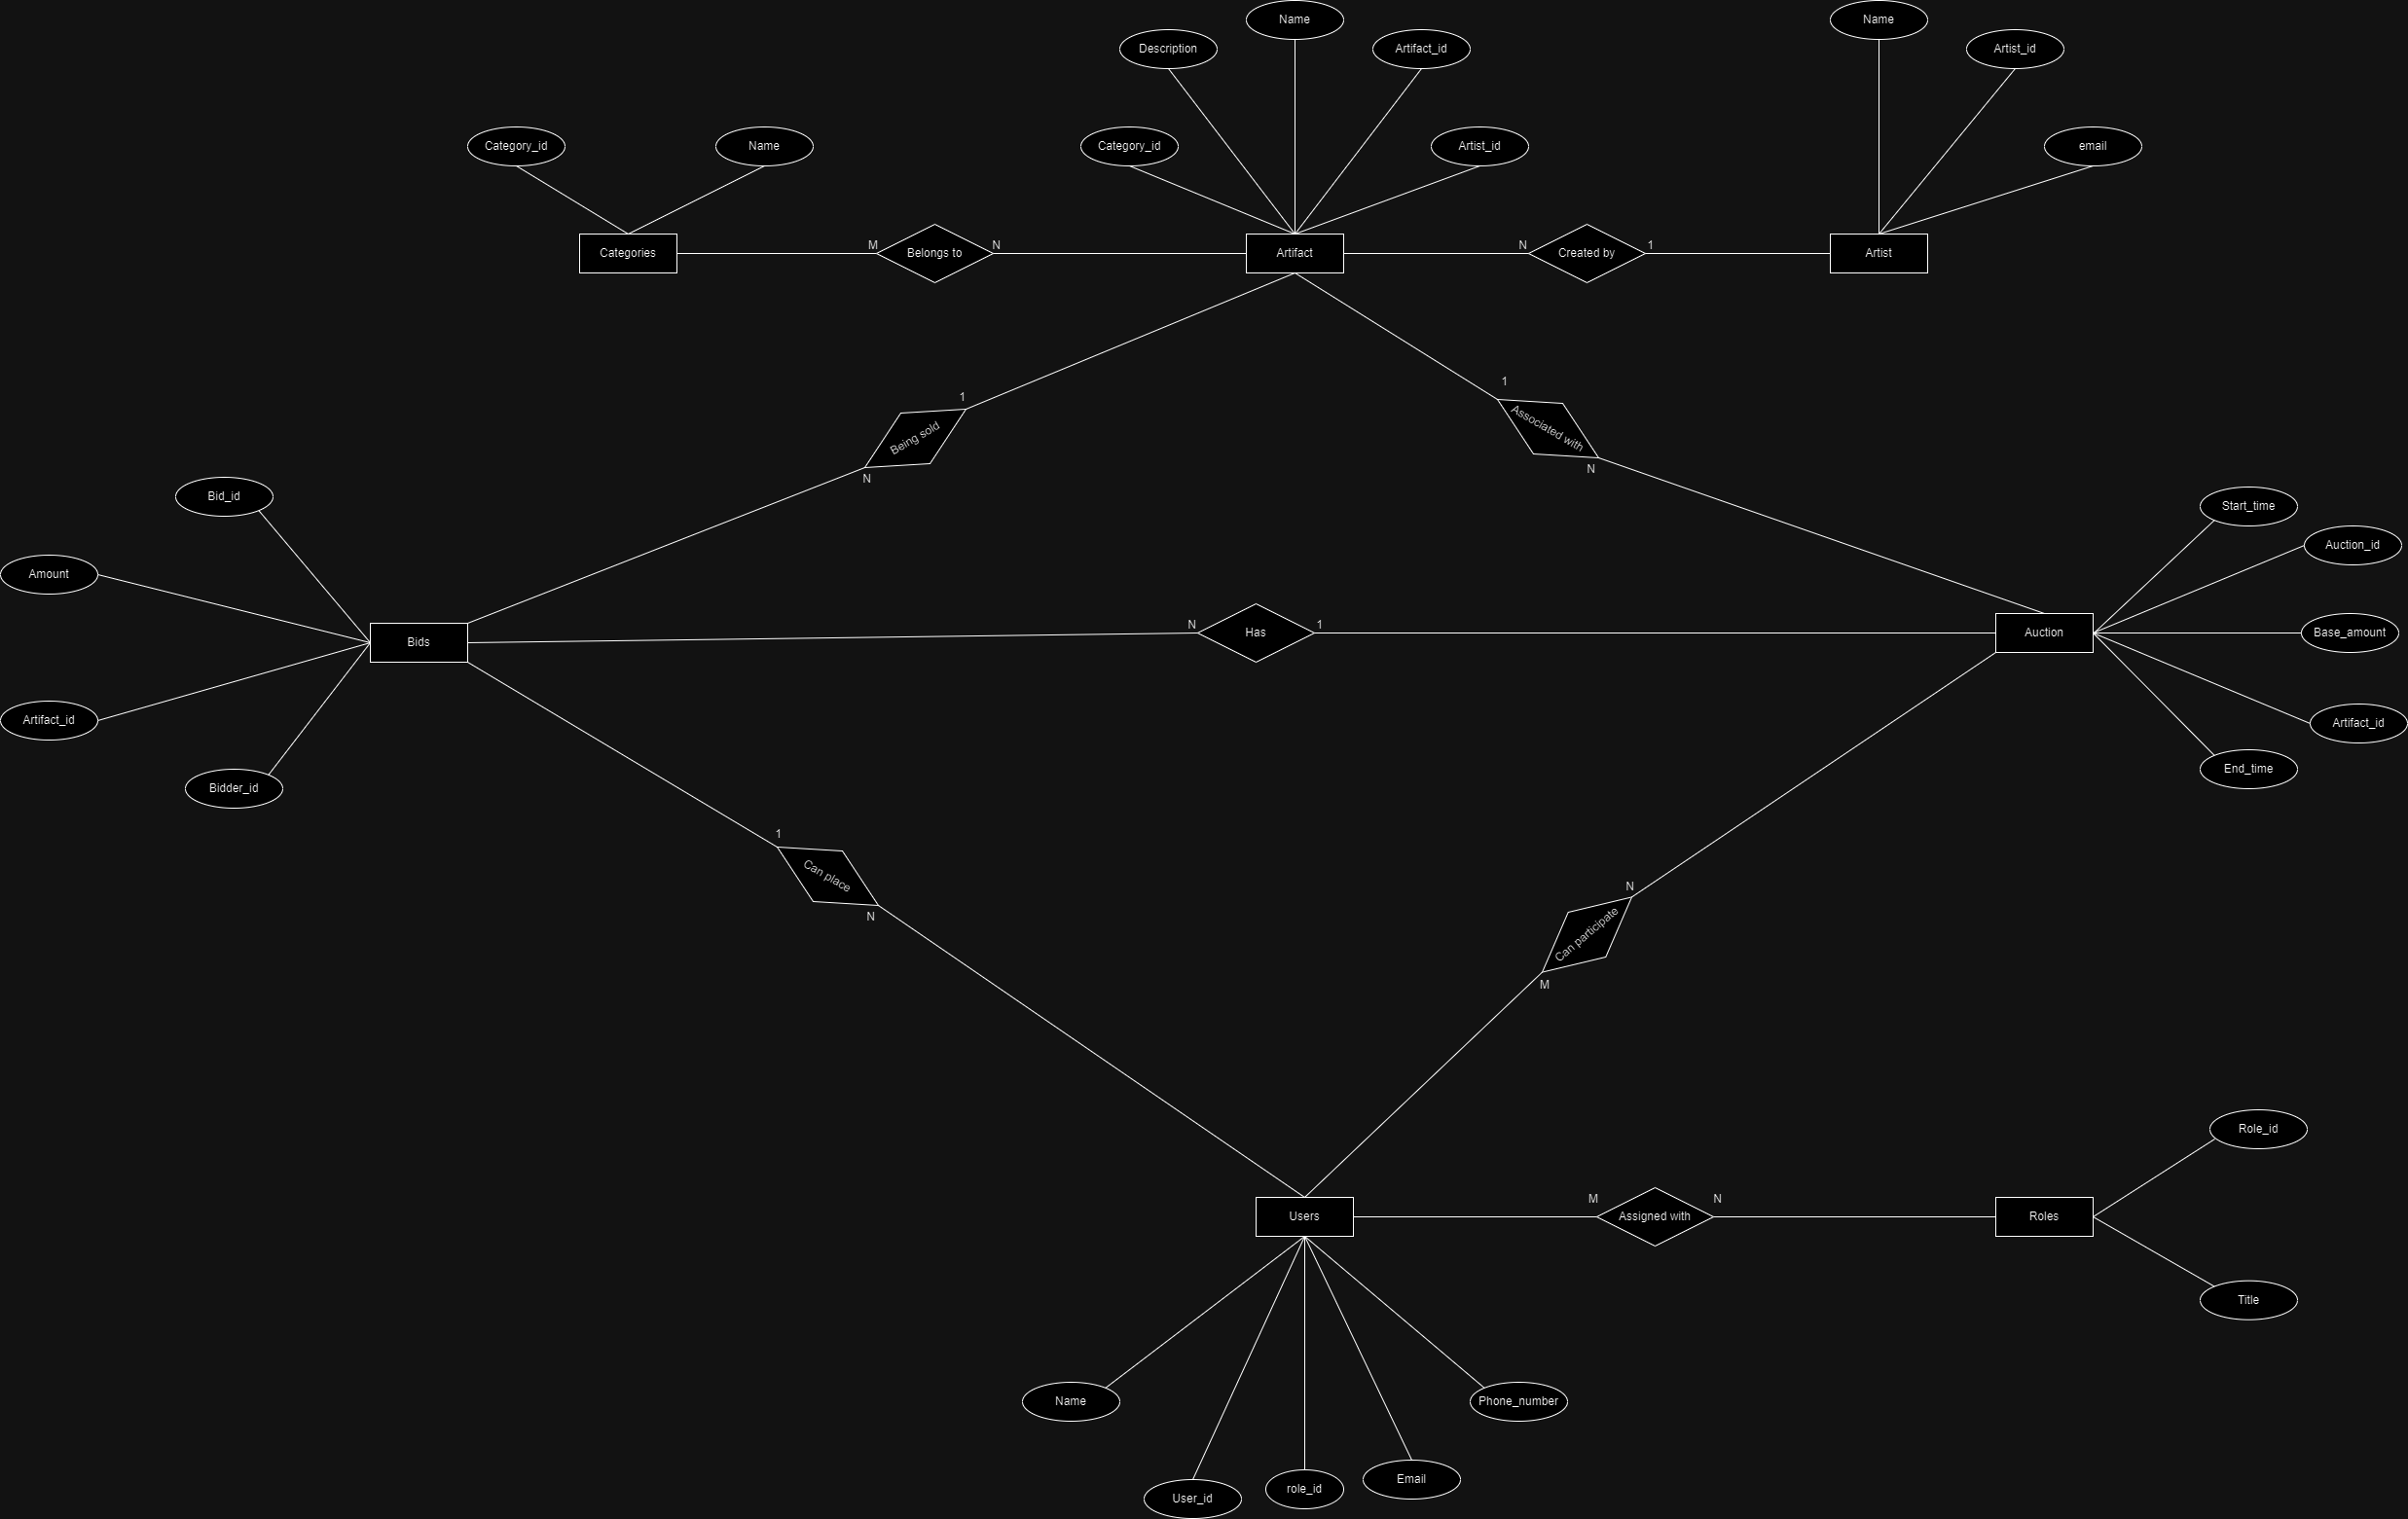 Name
Name
Description
Artifact_id
Artist_id
Category_id
Name
Category_id
Artist_id
email
M
N
N
1
Categories
Belongs to
Artifact
Created by
Artist
1
1
Associated with
Being sold
N
N
Bid_id
Start_time
Auction_id
Amount
N
1
Bids
Has
Auction
Base_amount
Artifact_id
Artifact_id
End_time
Bidder_id
1
Can place
N
N
Can participate
M
Role_id
M
N
Users
Assigned with
Roles
Title
Name
Phone_number
Email
role_id
User_id